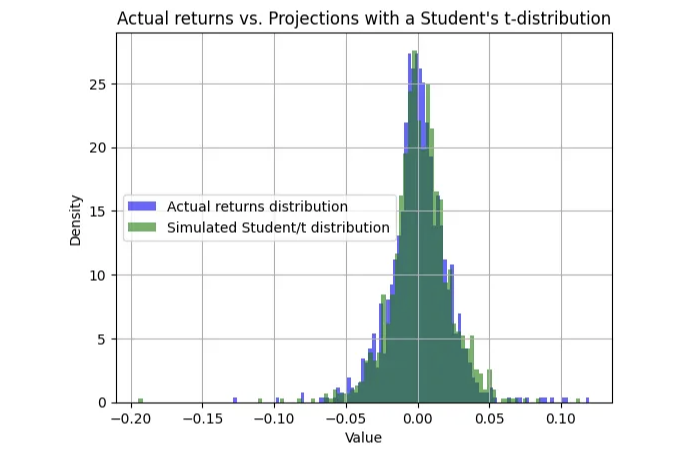 Actual returns vs. Projections with a Student's t-distribution
25
20
15
10
5
0
Density
Actual returns distribution
Simulated Student/t distribution
−0.20 −0.15 −0.10 −0.05 0.00 0.05 0.10
Value